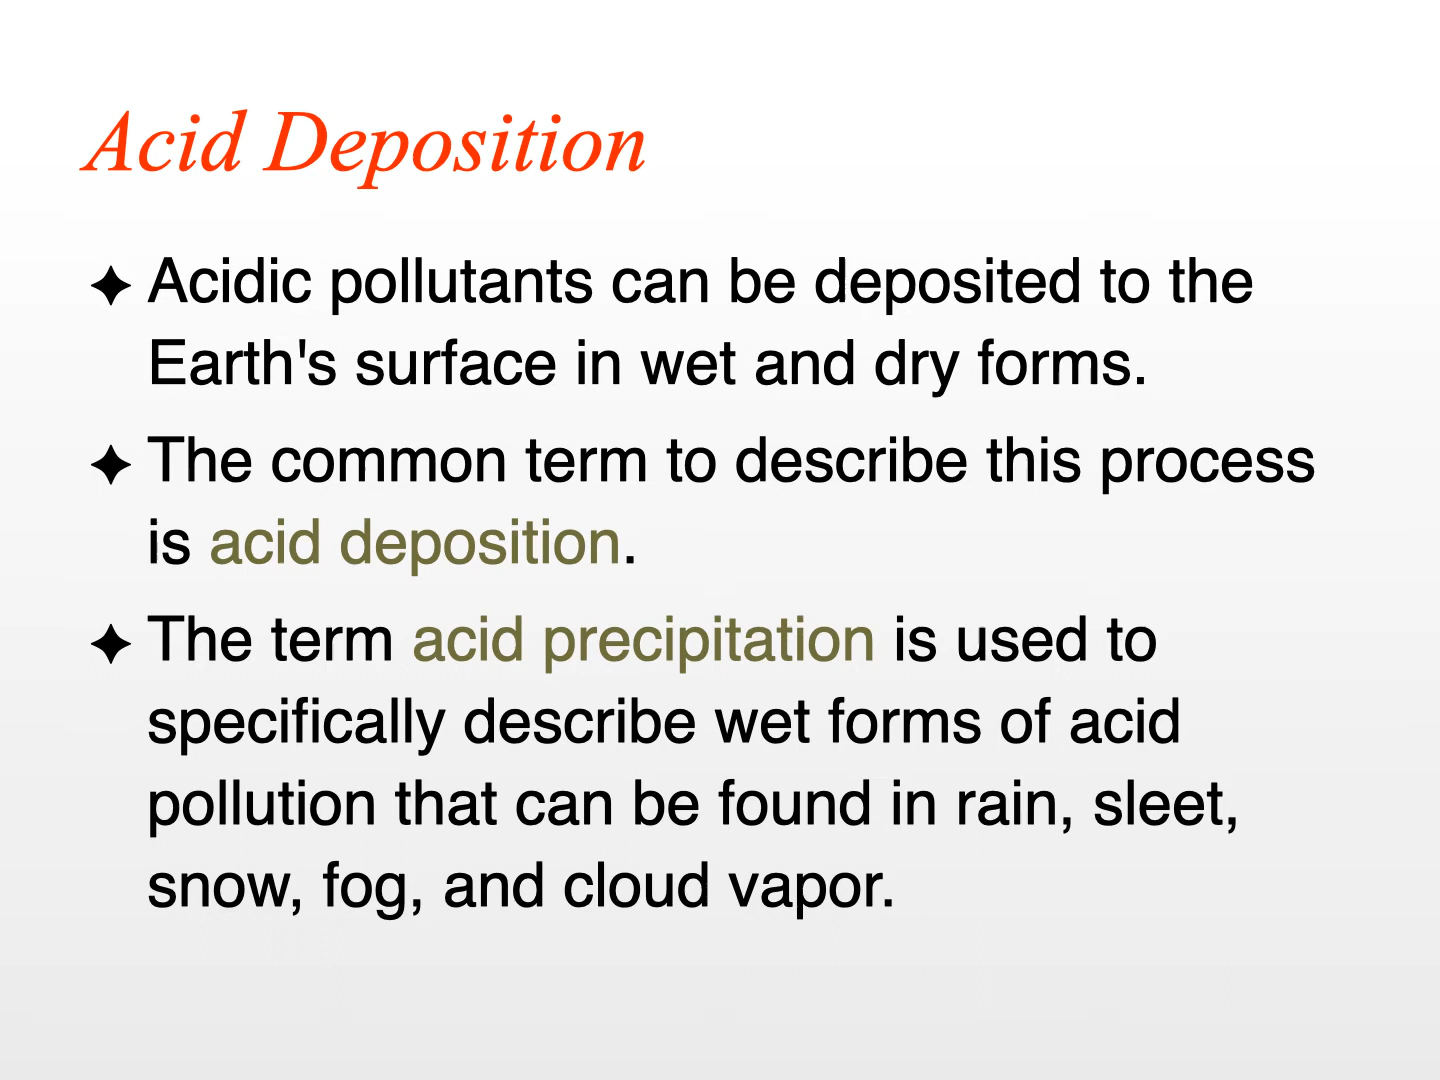 Acid Deposition
✦ Acidic pollutants can be deposited to the
Earth's surface in wet and dry forms.
✦ The common term to describe this process
is acid deposition.
✦ The term acid precipitation is used to
specifically describe wet forms of acid
pollution that can be found in rain, sleet,
snow, fog, and cloud vapor.